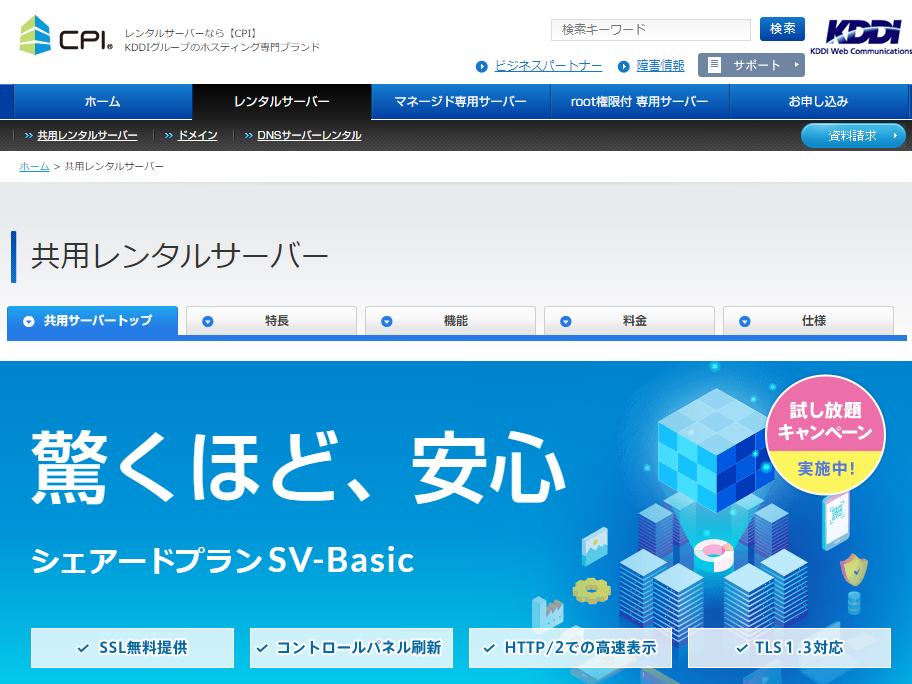 CPI.®
レンタルサーバーなら【CPI】
KDDIグループのホスティング専門ブランド
検索キーワード
検索
KDDI
KDDI Web Communications
ビジネスパートナー
障害情報
サポート
ホーム
レンタルサーバー
マネージド専用サーバー
root権限付 専用サーバー
お申し込み
共用レンタルサーバー
ドメイン
DNSサーバーレンタル
資料請求
ホーム > 共用レンタルサーバー
共用レンタルサーバー
共用サーバートップ
特長
機能
料金
仕様
試し放題
キャンペーン
実施中!
驚くほど、安心
シェアードプラン SV-Basic
SSL無料提供
コントロールパネル刷新
HTTP/2での高速表示
TLS1.3対応